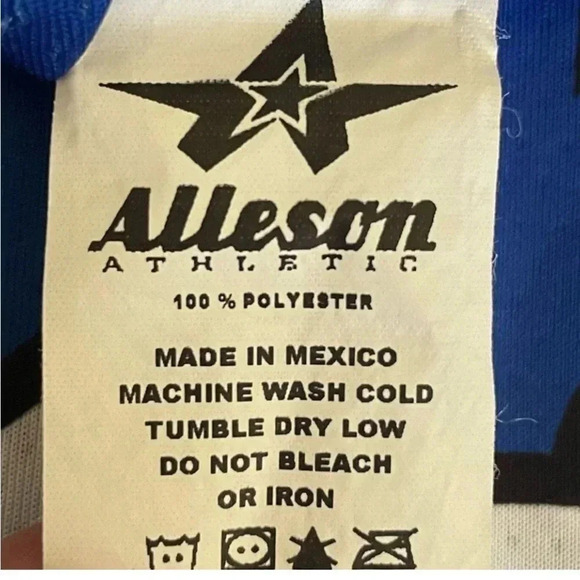 Alleson
ATHLETIC
100 % POLYESTER
MADE IN MEXICO
MACHINE WASH COLD
TUMBLE DRY LOW
DO NOT BLEACH
OR IRON